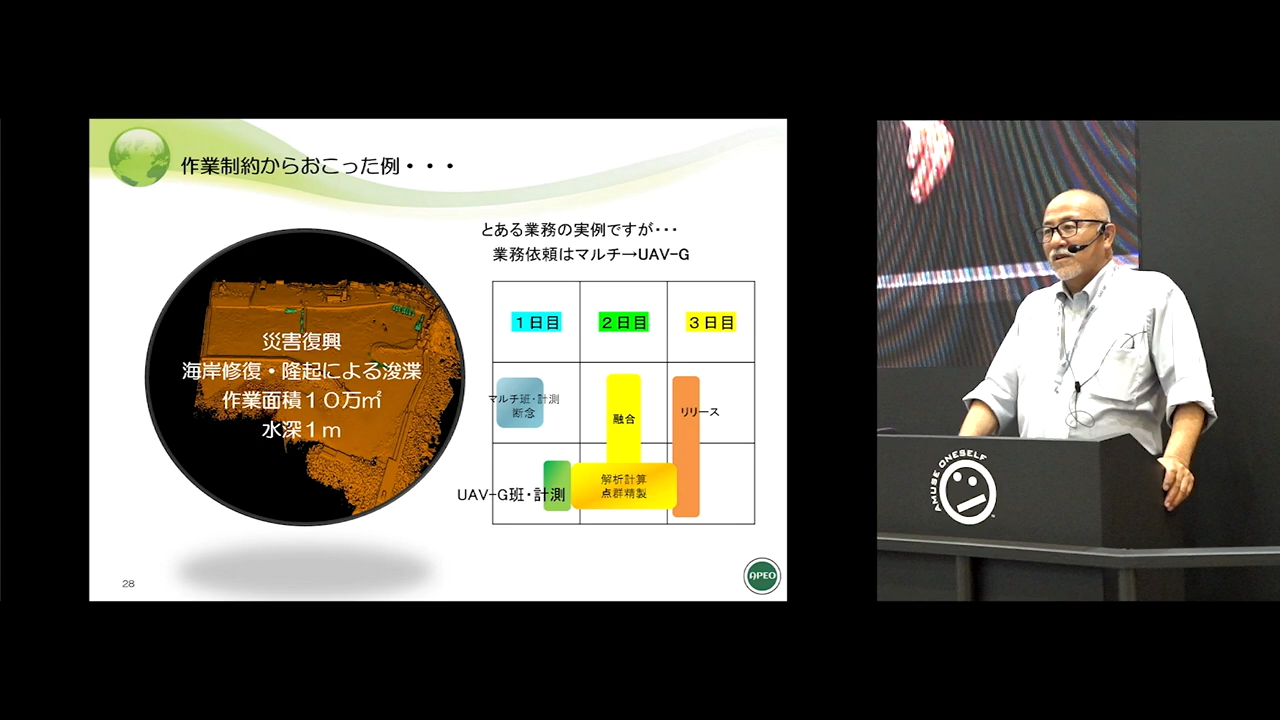 作業制約からおこった例・・・
とある業務の実例ですが・・・
業務依頼はマルチ→UAV-G
災害復興
海岸修復・隆起による浚渫
作業面積１０万㎡
水深１ｍ
１日目
２日目
３日目
マルチ班・計測
断念
融合
リリース
UAV-G班・計測
解析計算
点群精製
28
APEO
AMUSE ONESELF